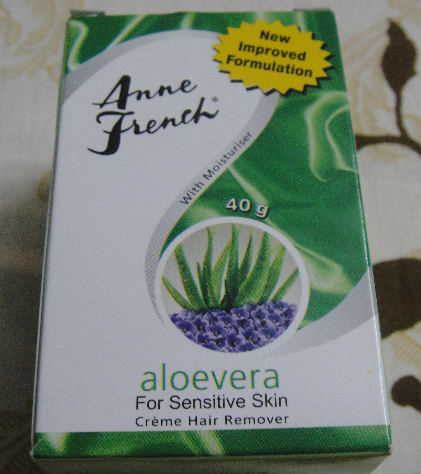 New
Improved
Formulation
Anne
French®
With Moisturiser
40 g
aloevera
For Sensitive Skin
Crème Hair Remover